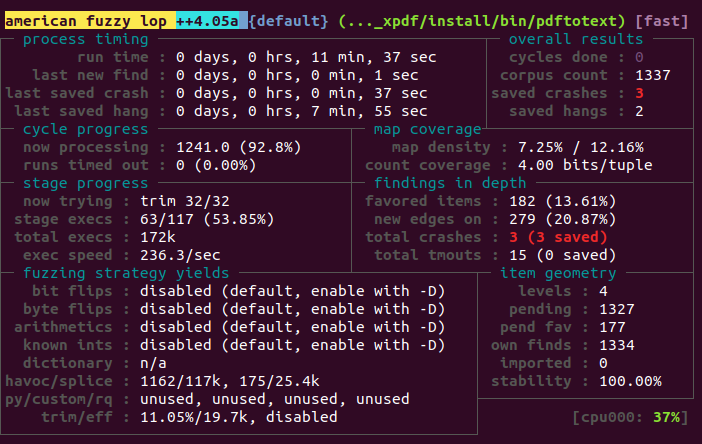 american fuzzy lop ++4.05a {default} (..._xpdf/install/bin/pdftotext) [fast]
process timing overall results
run time : 0 days, 0 hrs, 11 min, 37 sec cycles done : 0
last new find : 0 days, 0 hrs, 0 min, 1 sec corpus count : 1337
last saved crash : 0 days, 0 hrs, 0 min, 37 sec saved crashes : 3
last saved hang : 0 days, 0 hrs, 7 min, 55 sec saved hangs : 2
cycle progress map coverage
now processing : 1241.0 (92.8%) map density : 7.25% / 12.16%
runs timed out : 0 (0.00%) count coverage : 4.00 bits/tuple
stage progress findings in depth
now trying : trim 32/32 favored items : 182 (13.61%)
stage execs : 63/117 (53.85%) new edges on : 279 (20.87%)
total execs : 172k total crashes : 3 (3 saved)
exec speed : 236.3/sec total tmouts : 15 (0 saved)
fuzzing strategy yields item geometry
bit flips : disabled (default, enable with -D) levels : 4
byte flips : disabled (default, enable with -D) pending : 1327
arithmetics : disabled (default, enable with -D) pend fav : 177
known ints : disabled (default, enable with -D) own finds : 1334
dictionary : n/a imported : 0
havoc/splice : 1162/117k, 175/25.4k stability : 100.00%
py/custom/rq : unused, unused, unused, unused
trim/eff : 11.05%/19.7k, disabled [cpu000: 37%]